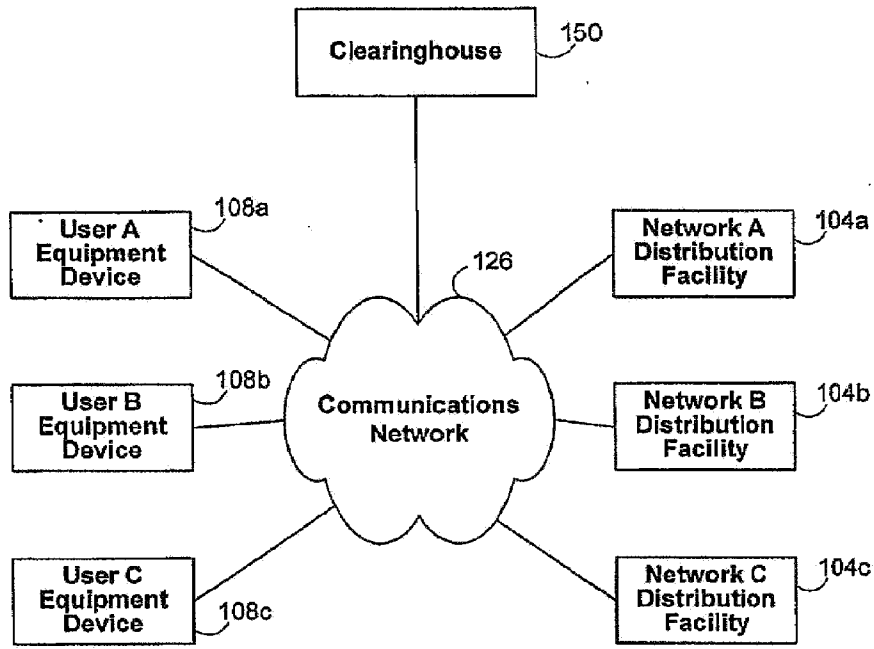 Clearinghouse
150
User A
Equipment
Device
108a
Network A
Distribution
Facility
104a
126
Communications
Network
User B
Equipment
Device
108b
Network B
Distribution
Facility
104b
User C
Equipment
Device
108c
Network C
Distribution
Facility
104c